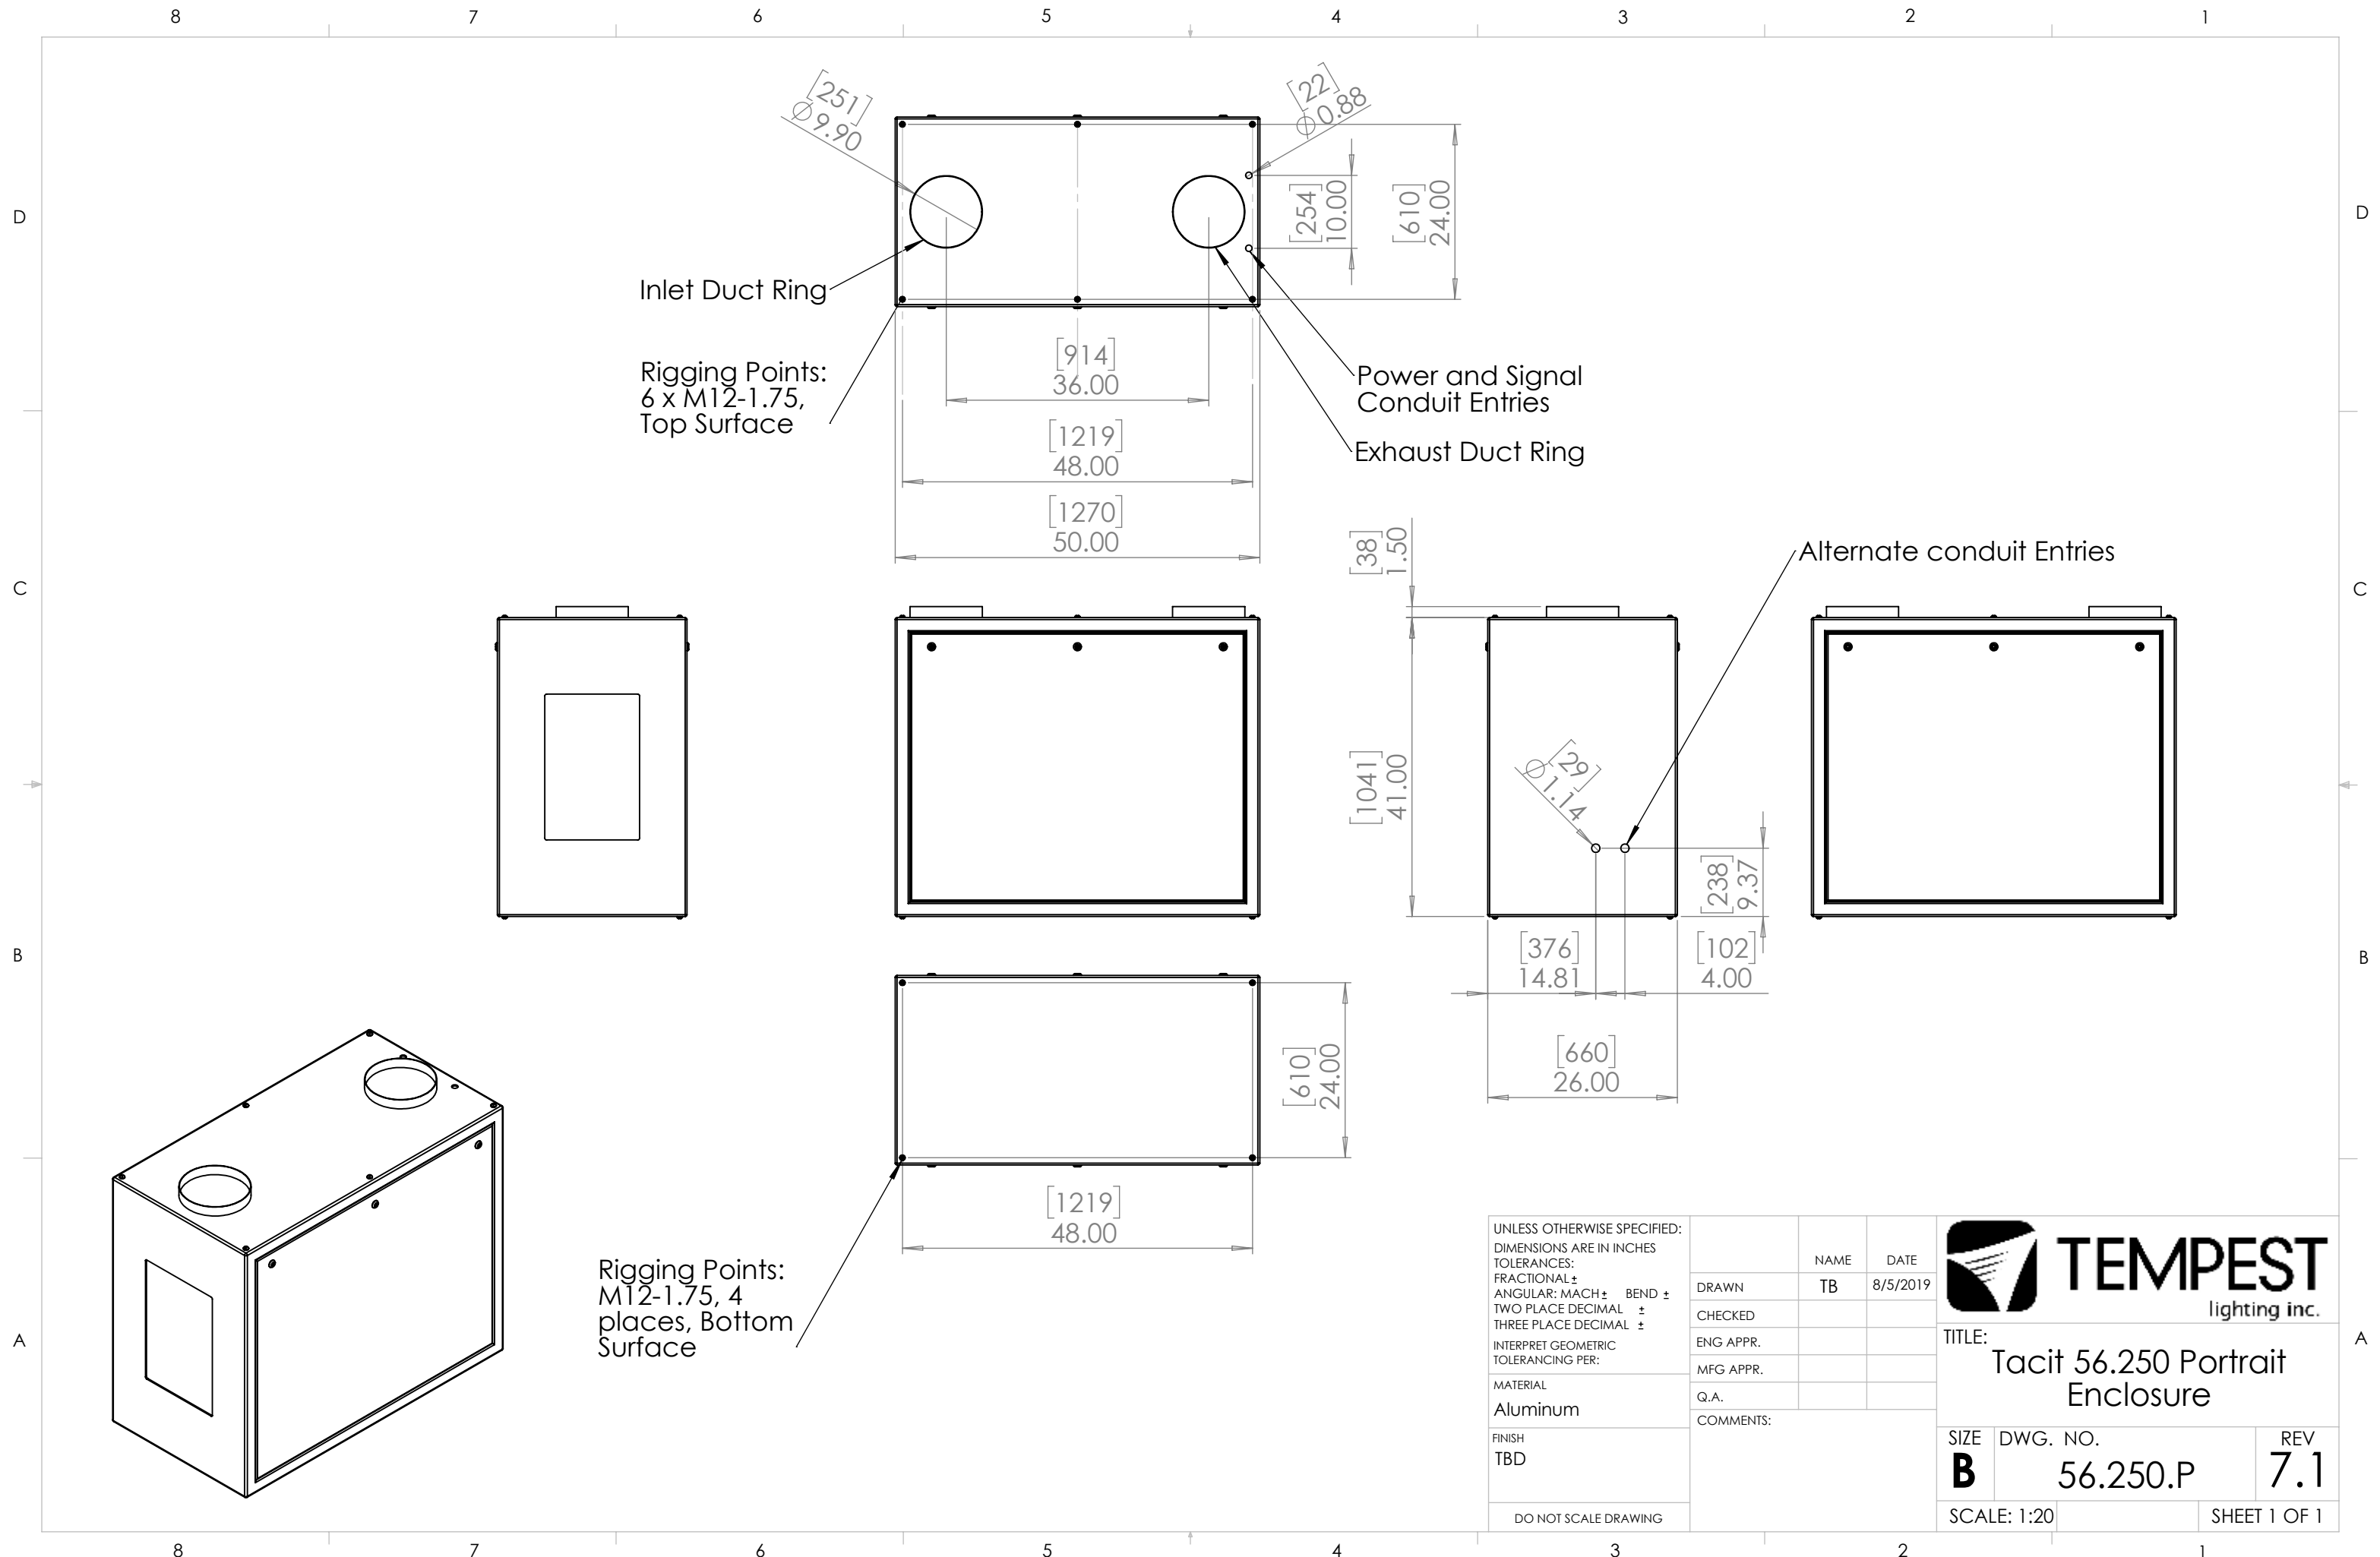 8 7 6 5 4 3 2 1
D
D
C
C
B
B
A
A
[251]
∅ 9.90
[22]
∅ 0.88
[254]
10.00
[610]
24.00
Inlet Duct Ring
Rigging Points:
6 x M12-1.75,
Top Surface
[914]
36.00
Power and Signal
Conduit Entries
Exhaust Duct Ring
[1219]
48.00
[1270]
50.00
[38]
1.50
Alternate conduit Entries
[1041]
41.00
∅ [29]
1.14
[238]
9.37
[376]
14.81
[102]
4.00
[660]
26.00
[610]
24.00
[1219]
48.00
Rigging Points:
M12-1.75, 4
places, Bottom
Surface
UNLESS OTHERWISE SPECIFIED:
DIMENSIONS ARE IN INCHES
TOLERANCES:
FRACTIONAL ±
ANGULAR: MACH ± BEND ±
TWO PLACE DECIMAL ±
THREE PLACE DECIMAL ±
INTERPRET GEOMETRIC
TOLERANCING PER:
MATERIAL
Aluminum
FINISH
TBD
DO NOT SCALE DRAWING
NAME DATE
DRAWN TB 8/5/2019
CHECKED
ENG APPR.
MFG APPR.
Q.A.
COMMENTS:
TEMPEST
lighting inc.
TITLE:
Tacit 56.250 Portrait
Enclosure
SIZE DWG. NO. REV
B 56.250.P 7.1
SCALE: 1:20 SHEET 1 OF 1
8 7 6 5 4 3 2 1